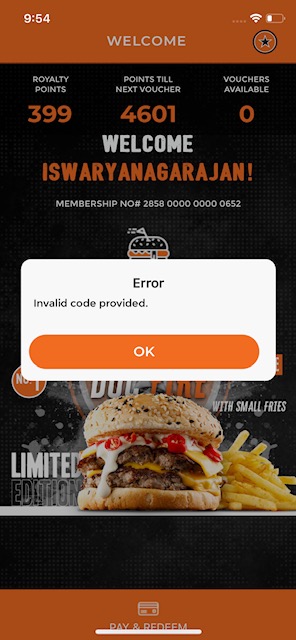 9:54
WELCOME
ROYALTY POINTS
399
POINTS TILL NEXT VOUCHER
4601
VOUCHERS AVAILABLE
0
WELCOME
ISWARYANAGARAJAN!
MEMBERSHIP NO# 2858 0000 0000 0652
Error
Invalid code provided.
OK
NO.1
FIRE
WITH SMALL FRIES
LIMITED
EDITION
PAY & REDEEM